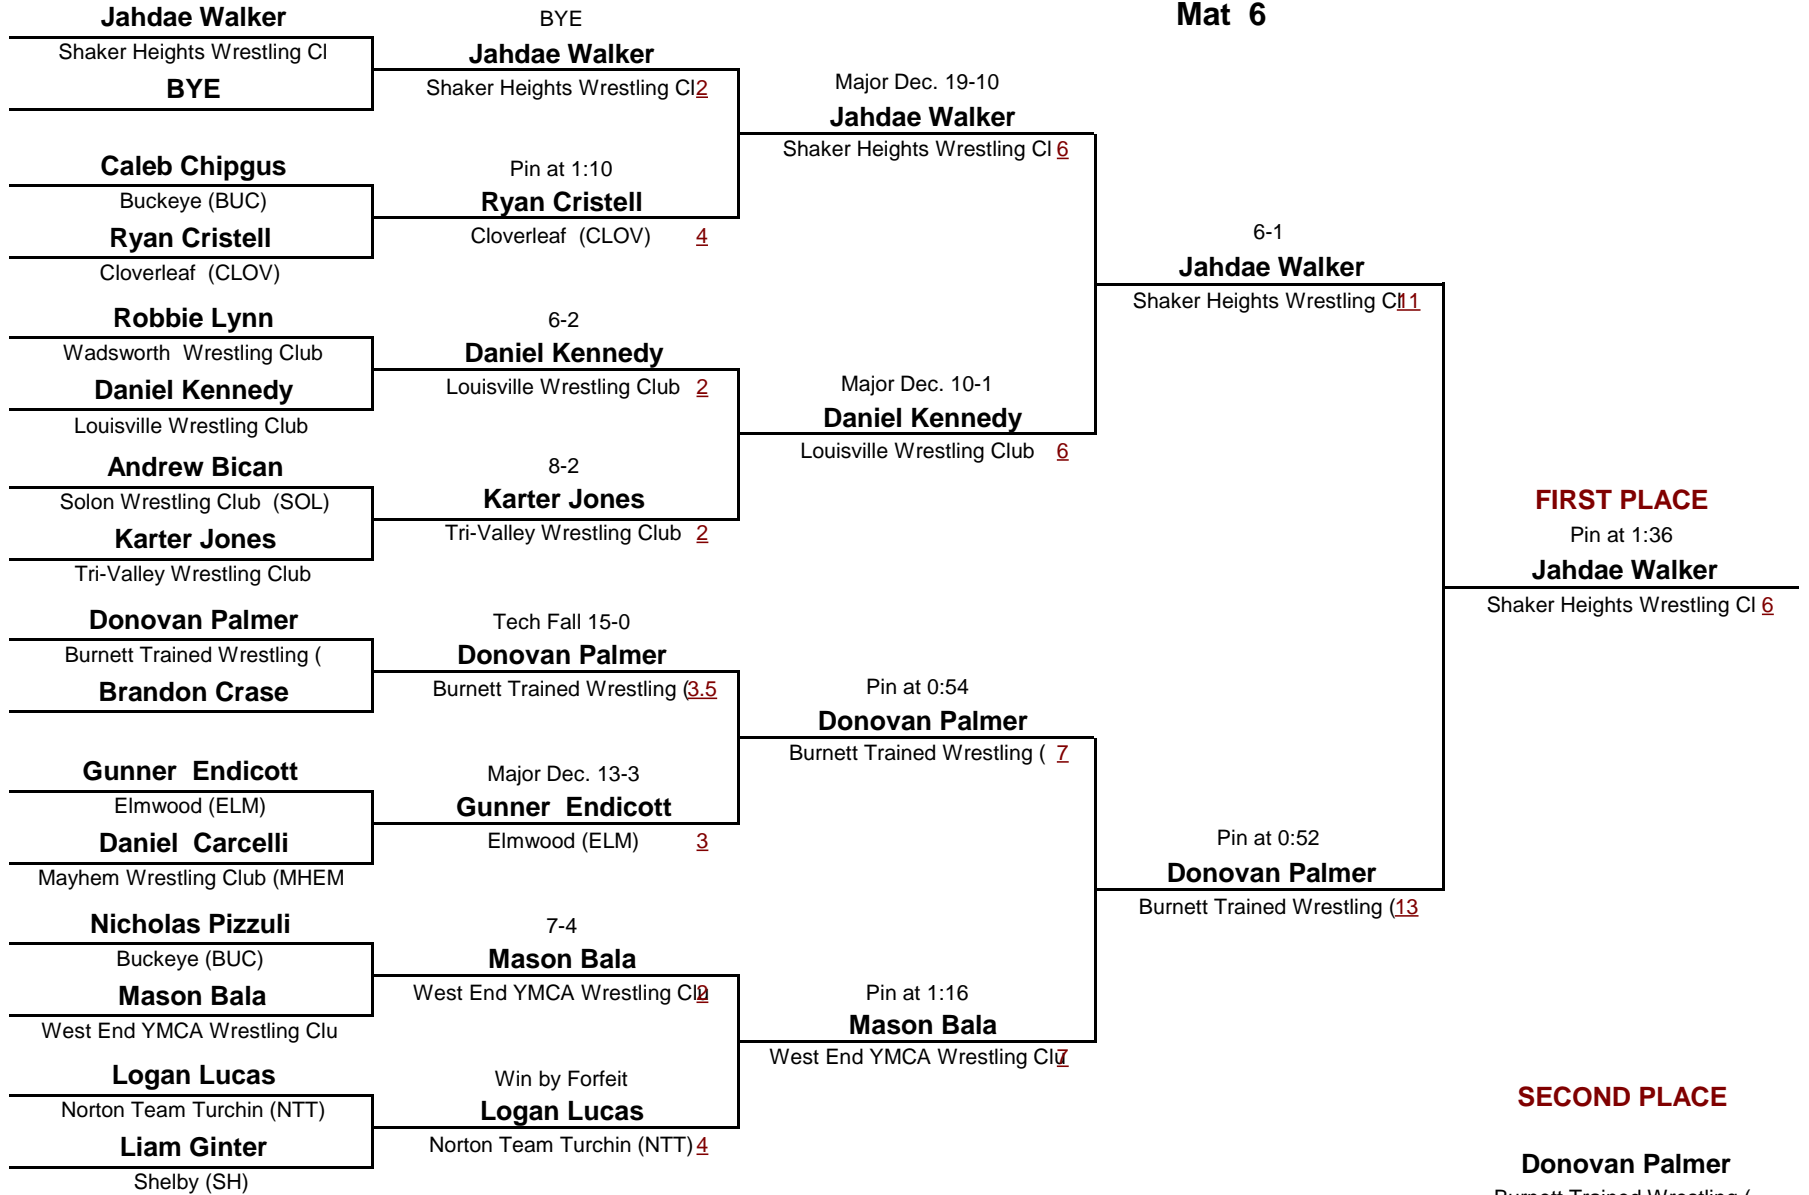 Mat 6
Jahdae Walker
Shaker Heights Wrestling Cl
BYE
Caleb Chipgus
Buckeye (BUC)
Ryan Cristell
Cloverleaf (CLOV)
Robbie Lynn
Wadsworth Wrestling Club
Daniel Kennedy
Louisville Wrestling Club
Andrew Bican
Solon Wrestling Club (SOL)
Karter Jones
Tri-Valley Wrestling Club
Donovan Palmer
Burnett Trained Wrestling (
Brandon Crase
Gunner Endicott
Elmwood (ELM)
Daniel Carcelli
Mayhem Wrestling Club (MHEM
Nicholas Pizzuli
Buckeye (BUC)
Mason Bala
West End YMCA Wrestling Clu
Logan Lucas
Norton Team Turchin (NTT)
Liam Ginter
Shelby (SH)
BYE
Jahdae Walker
Shaker Heights Wrestling Cl 2
Pin at 1:10
Ryan Cristell
Cloverleaf (CLOV) 4
6-2
Daniel Kennedy
Louisville Wrestling Club 2
8-2
Karter Jones
Tri-Valley Wrestling Club 2
Tech Fall 15-0
Donovan Palmer
Burnett Trained Wrestling ( 3.5
Major Dec. 13-3
Gunner Endicott
Elmwood (ELM) 3
7-4
Mason Bala
West End YMCA Wrestling Clu 2
Win by Forfeit
Logan Lucas
Norton Team Turchin (NTT) 4
Major Dec. 19-10
Jahdae Walker
Shaker Heights Wrestling Cl 6
Major Dec. 10-1
Daniel Kennedy
Louisville Wrestling Club 6
Pin at 0:54
Donovan Palmer
Burnett Trained Wrestling ( 7
Pin at 1:16
Mason Bala
West End YMCA Wrestling Clu 7
6-1
Jahdae Walker
Shaker Heights Wrestling Cl 11
Pin at 0:52
Donovan Palmer
Burnett Trained Wrestling ( 13
FIRST PLACE
Pin at 1:36
Jahdae Walker
Shaker Heights Wrestling Cl 6
SECOND PLACE
Donovan Palmer
Burnett Trained Wrestling (